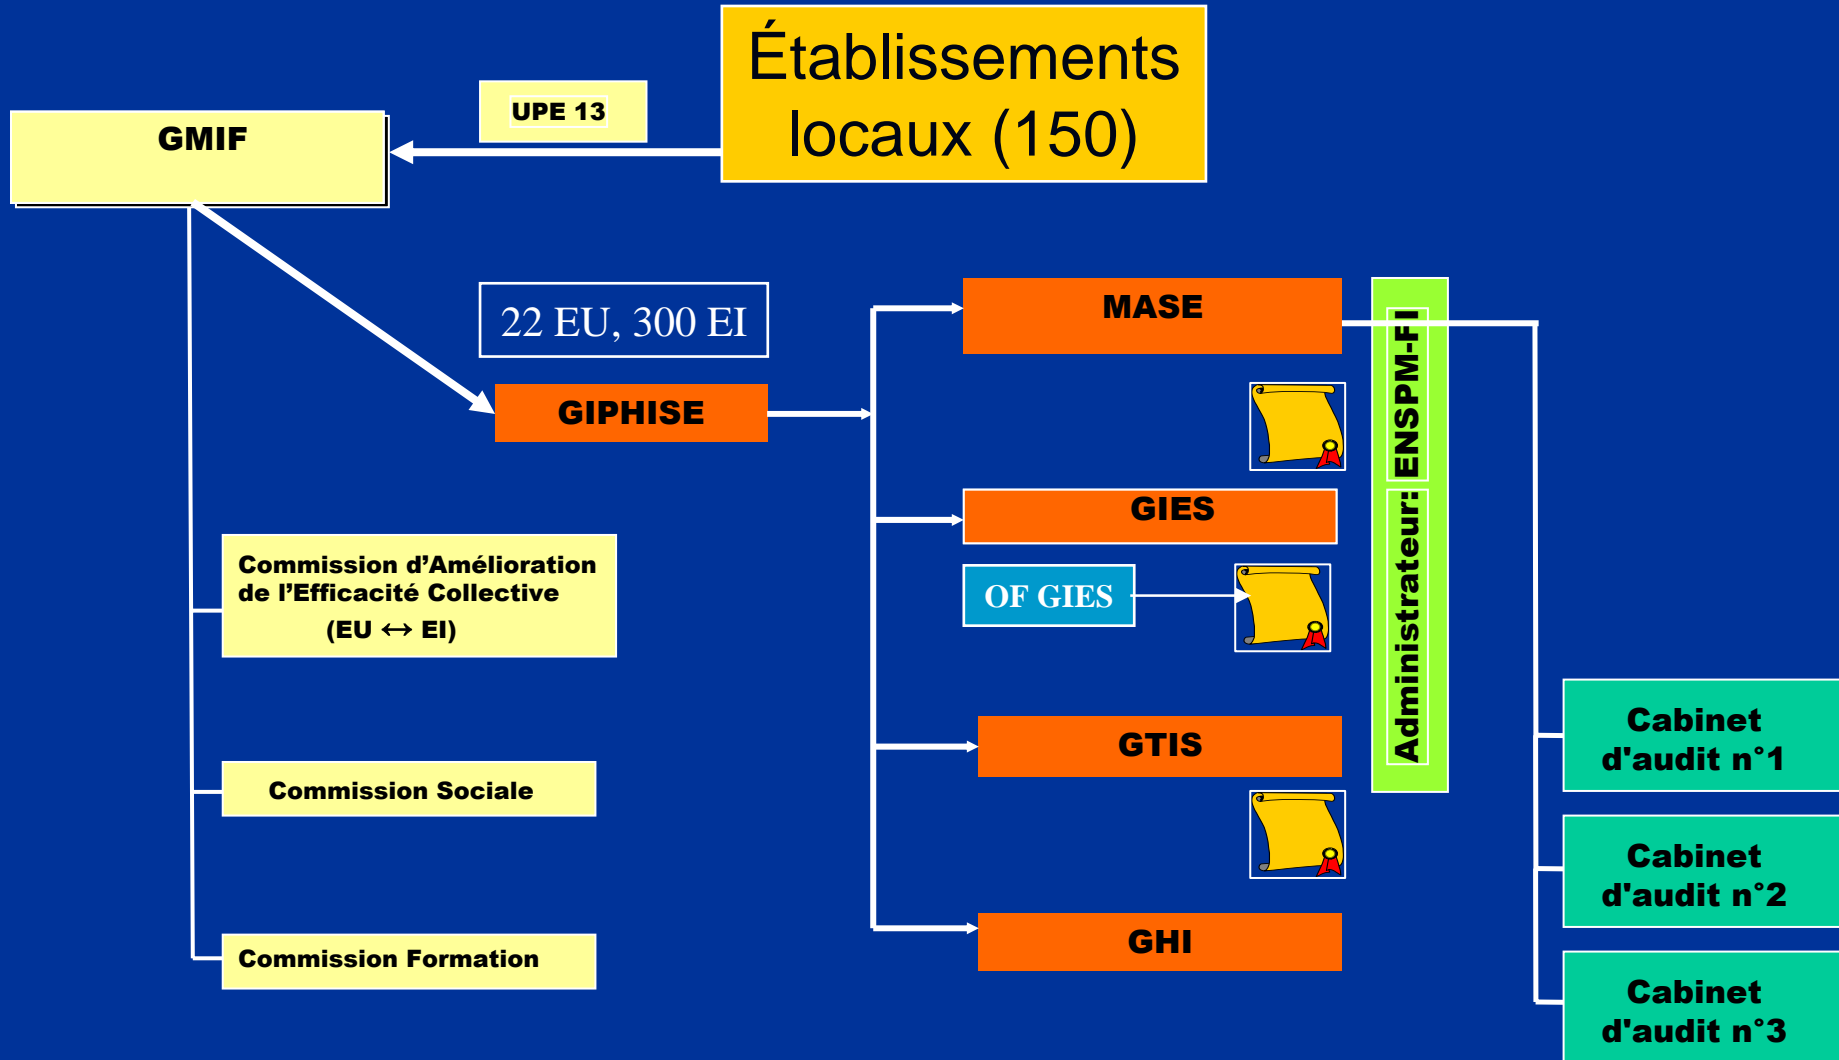 Établissements
locaux (150)
UPE 13
GMIF
22 EU, 300 EI
GIPHISE
MASE
GIES
OF GIES
GTIS
GHI
Administrateur: ENSPM-FI
Commission d’Amélioration
de l’Efficacité Collective
(EU ↔ EI)
Commission Sociale
Commission Formation
Cabinet
d'audit n°1
Cabinet
d'audit n°2
Cabinet
d'audit n°3